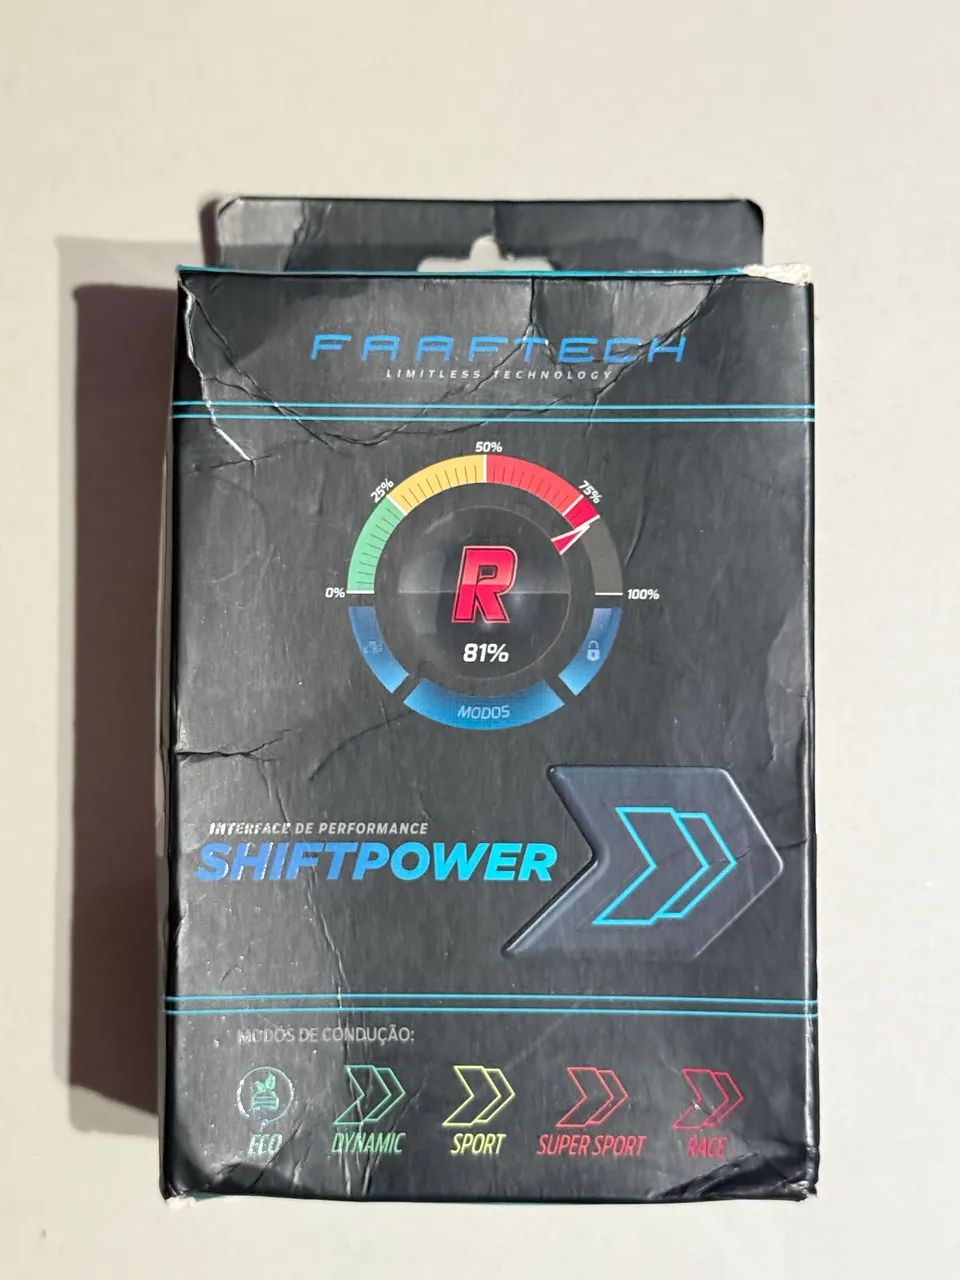 FAAFTECH
LIMITLESS TECHNOLOGY
50%
25%
75%
0%
100%
R
81%
MODOS
INTERFACE DE PERFORMANCE
SHIFTPOWER
MODOS DE CONDUÇÃO:
ECO
DYNAMIC
SPORT
SUPER SPORT
RACE